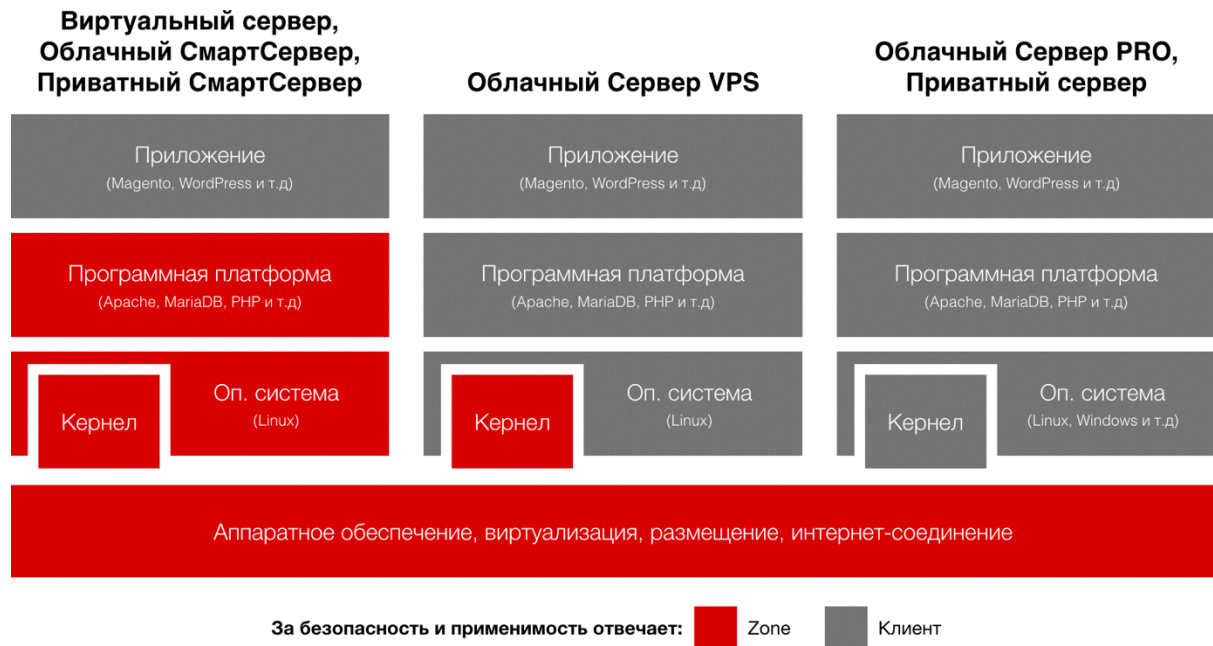 Виртуальный сервер,
Облачный СмартСервер,
Приватный СмартСервер
Приложение
(Magento, WordPress и т.д)
Программная платформа
(Apache, MariaDB, PHP и т.д)
Кернел
Оп. система
(Linux)
Облачный Сервер VPS
Приложение
(Magento, WordPress и т.д)
Программная платформа
(Apache, MariaDB, PHP и т.д)
Кернел
Оп. система
(Linux)
Облачный Сервер PRO,
Приватный сервер
Приложение
(Magento, WordPress и т.д)
Программная платформа
(Apache, MariaDB, PHP и т.д)
Кернел
Оп. система
(Linux, Windows и т.д)
Аппаратное обеспечение, виртуализация, размещение, интернет-соединение
За безопасность и применимость отвечает: Zone Клиент